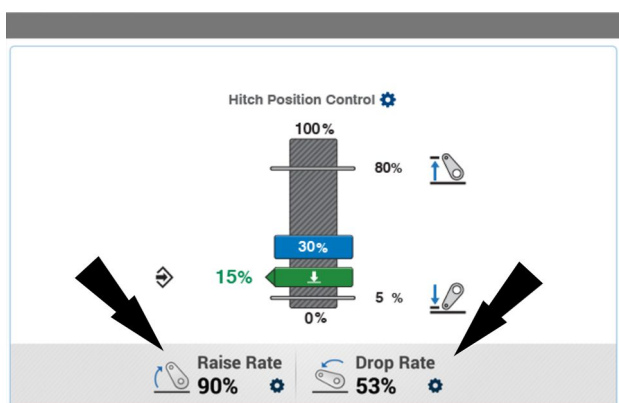 Hitch Position Control
100%
80%
30%
15%
5 %
0%
Raise Rate
90%
Drop Rate
53%